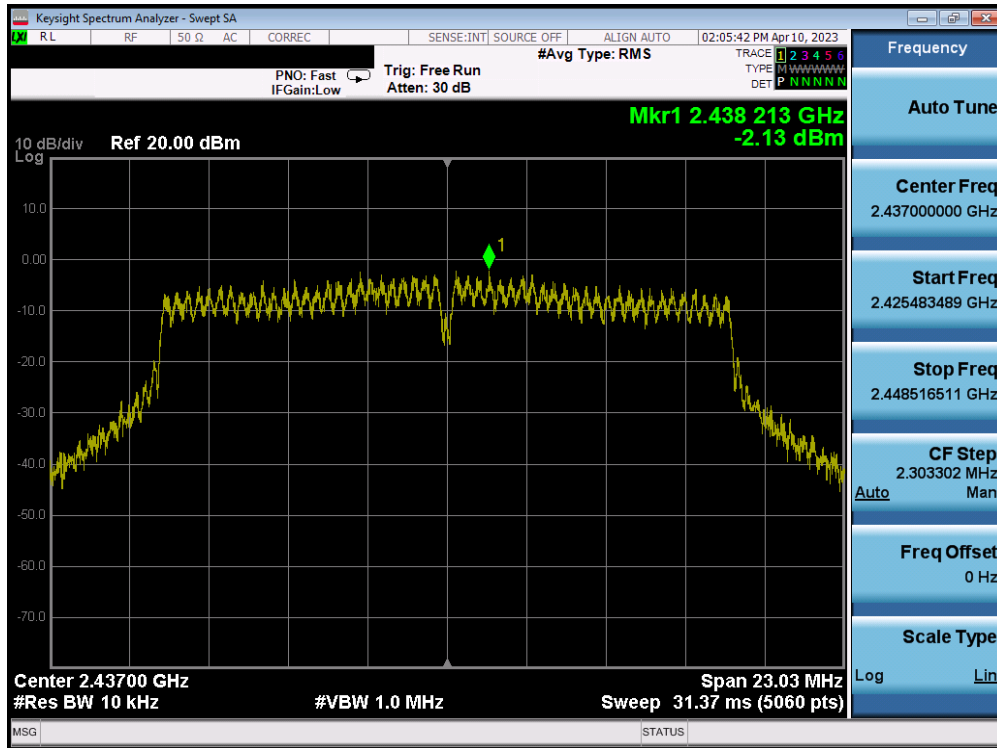 Keysight Spectrum Analyzer - Swept SA
LXI RL RF 50 Ω AC CORREC SENSE:INT SOURCE OFF ALIGN AUTO 02:05:42 PM Apr 10, 2023
#Avg Type: RMS
TRACE 1 2 3 4 5 6
PNO: Fast Trig: Free Run
TYPE M WWWWW
IFGain:Low Atten: 30 dB
DET P N N N N N
Mkr1 2.438 213 GHz
-2.13 dBm
10 dB/div Ref 20.00 dBm
Log
1
10.0
0.00
-10.0
-20.0
-30.0
-40.0
-50.0
-60.0
-70.0
Center 2.43700 GHz Span 23.03 MHz
#Res BW 10 kHz #VBW 1.0 MHz Sweep 31.37 ms (5060 pts)
MSG STATUS
Frequency
Auto Tune
Center Freq
2.437000000 GHz
Start Freq
2.425483489 GHz
Stop Freq
2.448516511 GHz
CF Step
2.303302 MHz
Auto Man
Freq Offset
0 Hz
Scale Type
Log Lin